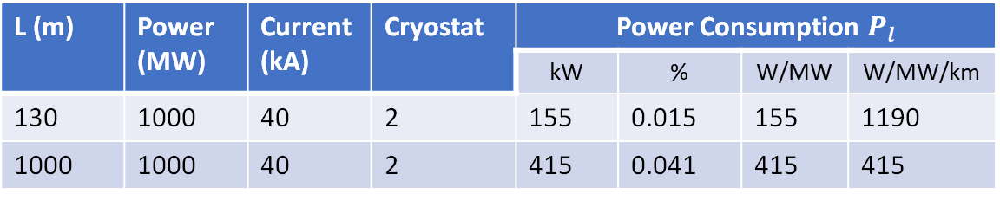 L (m) Power (MW) Current (kA) Cryostat Power Consumption P_l
kW % W/MW W/MW/km
130 1000 40 2 155 0.015 155 1190
1000 1000 40 2 415 0.041 415 415